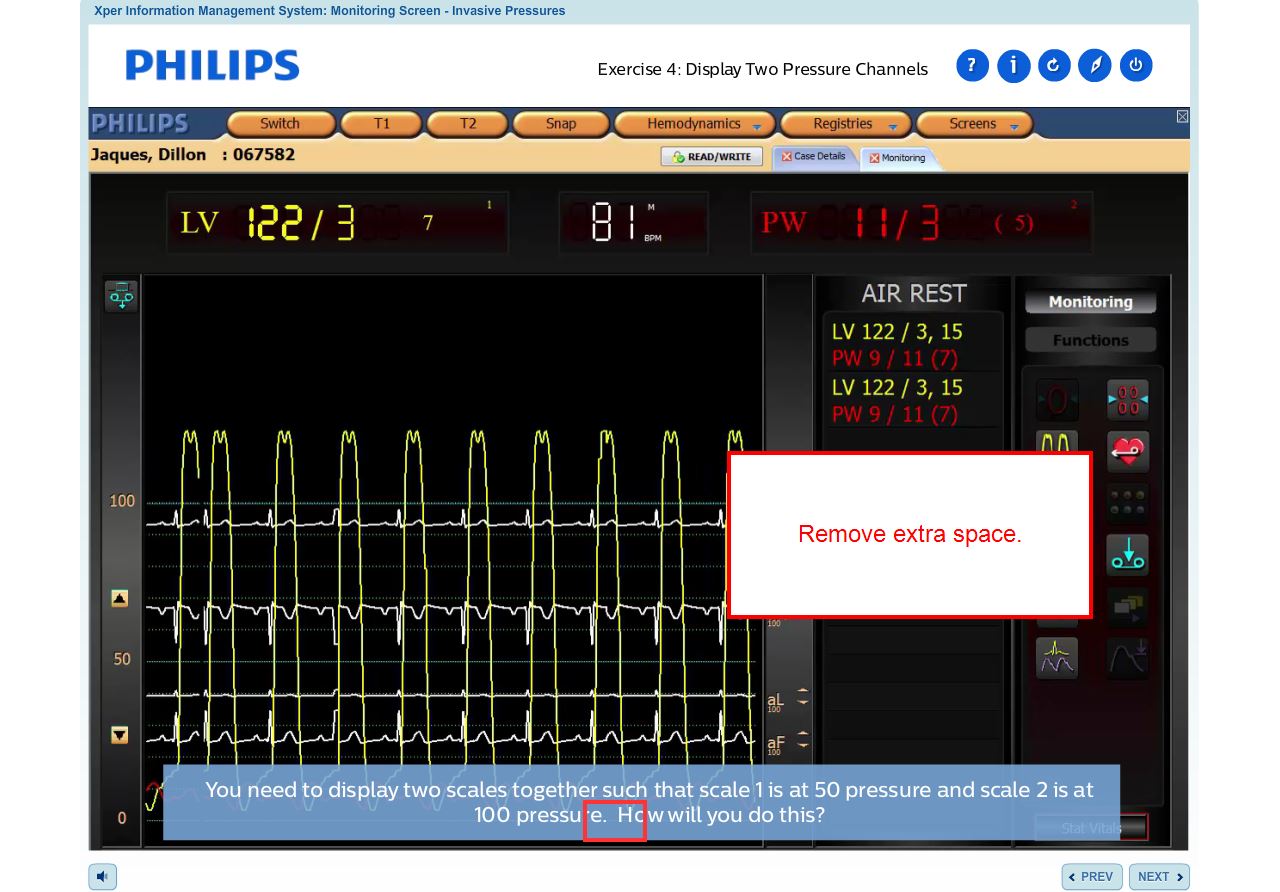 Xper Information Management System: Monitoring Screen - Invasive Pressures
PHILIPS
Exercise 4: Display Two Pressure Channels
?
i
PHILIPS
Switch
T1
T2
Snap
Hemodynamics
Registries
Screens
Jaques, Dillon : 067582
READ/WRITE
Case Details
Monitoring
LV 122 / 3 7 1
81 M BPM
PW 11 / 3 ( 5) 2
AIR REST
LV 122 / 3, 15
PW 9 / 11 (7)
LV 122 / 3, 15
PW 9 / 11 (7)
Monitoring
Functions
100
50
0
Remove extra space.
100
aL
100
aF
100
You need to display two scales together such that scale 1 is at 50 pressure and scale 2 is at
100 pressure.  How will you do this?
Stat Vitals
PREV
NEXT